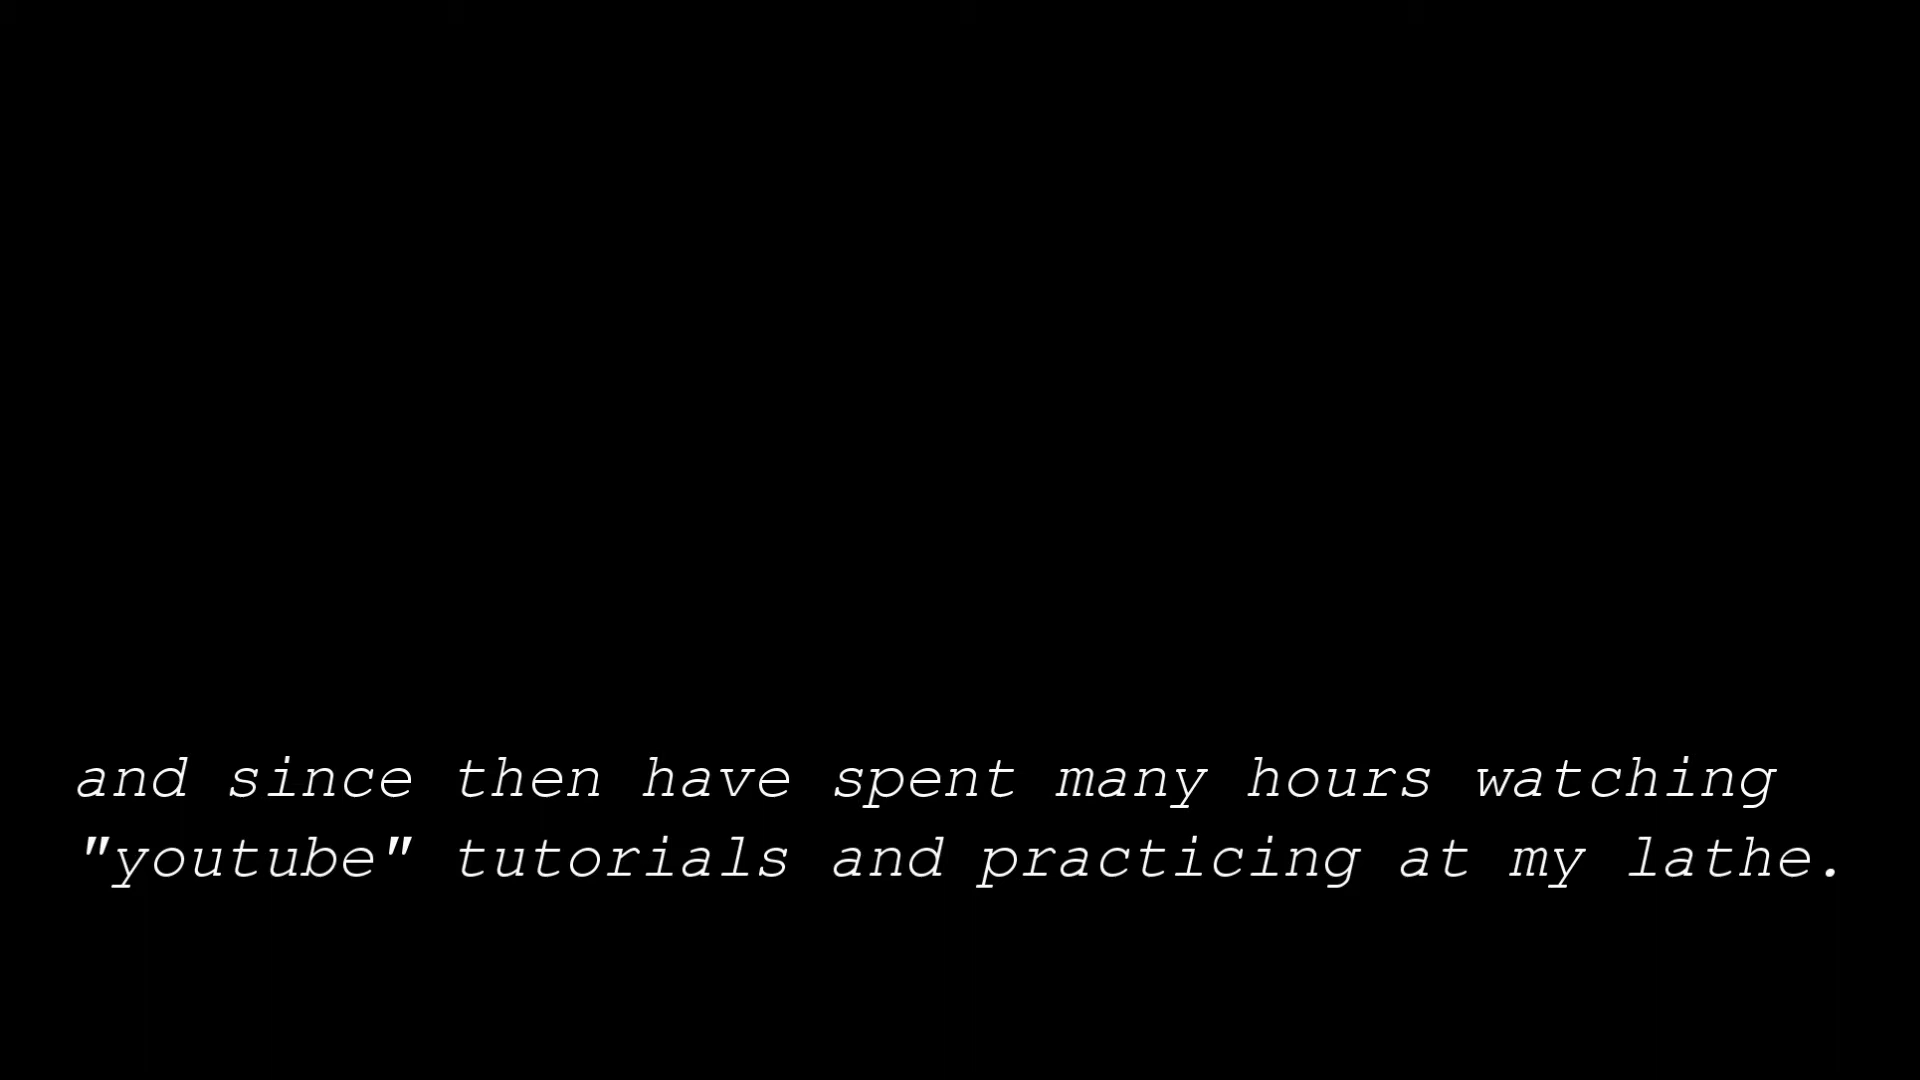 and since then have spent many hours watching
"youtube" tutorials and practicing at my lathe.